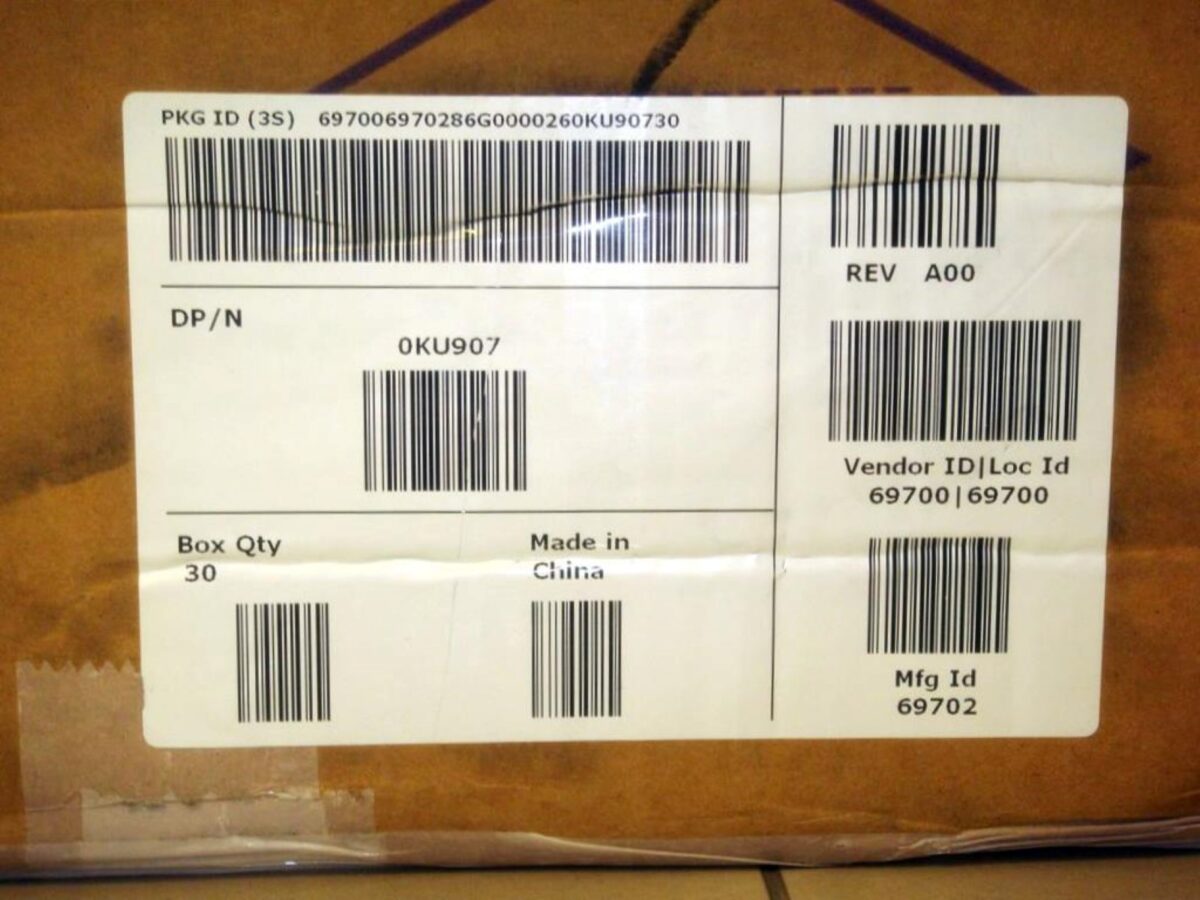 PKG ID (3S) 697006970286G0000260KU90730
REV A00
DP/N
0KU907
Vendor ID|Loc Id
69700|69700
Box Qty
30
Made in
China
Mfg Id
69702